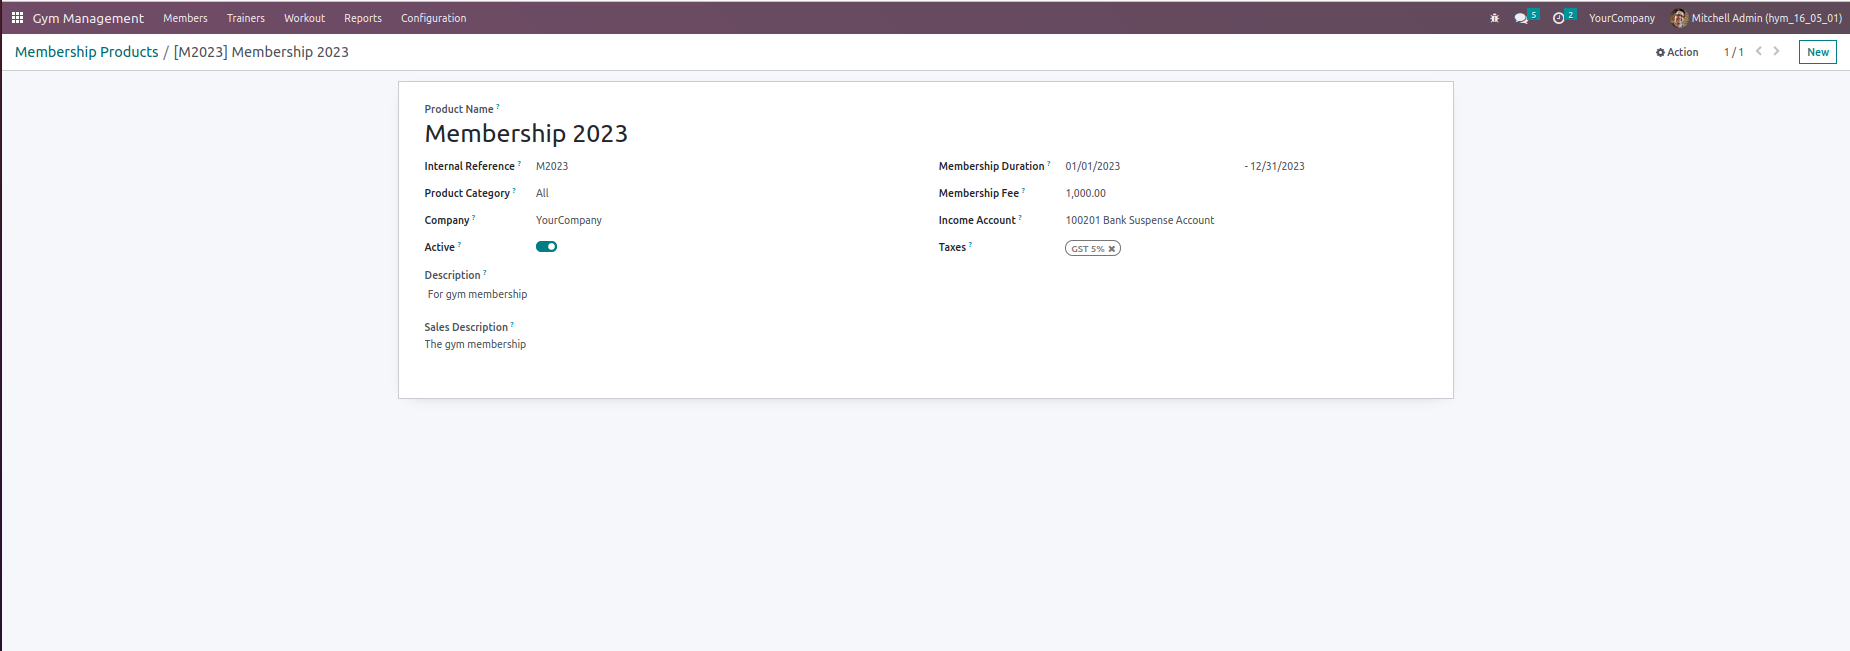 Gym Management Members Trainers Workout Reports Configuration 5 2 YourCompany Mitchell Admin (hym_16_05_01)
Membership Products / [M2023] Membership 2023 Action 1 / 1 New
Product Name ?
Membership 2023
Internal Reference ? M2023 Membership Duration ? 01/01/2023 - 12/31/2023
Product Category ? All Membership Fee ? 1,000.00
Company ? YourCompany Income Account ? 100201 Bank Suspense Account
Active ? Taxes ? GST 5% ✖
Description ?
For gym membership
Sales Description ?
The gym membership